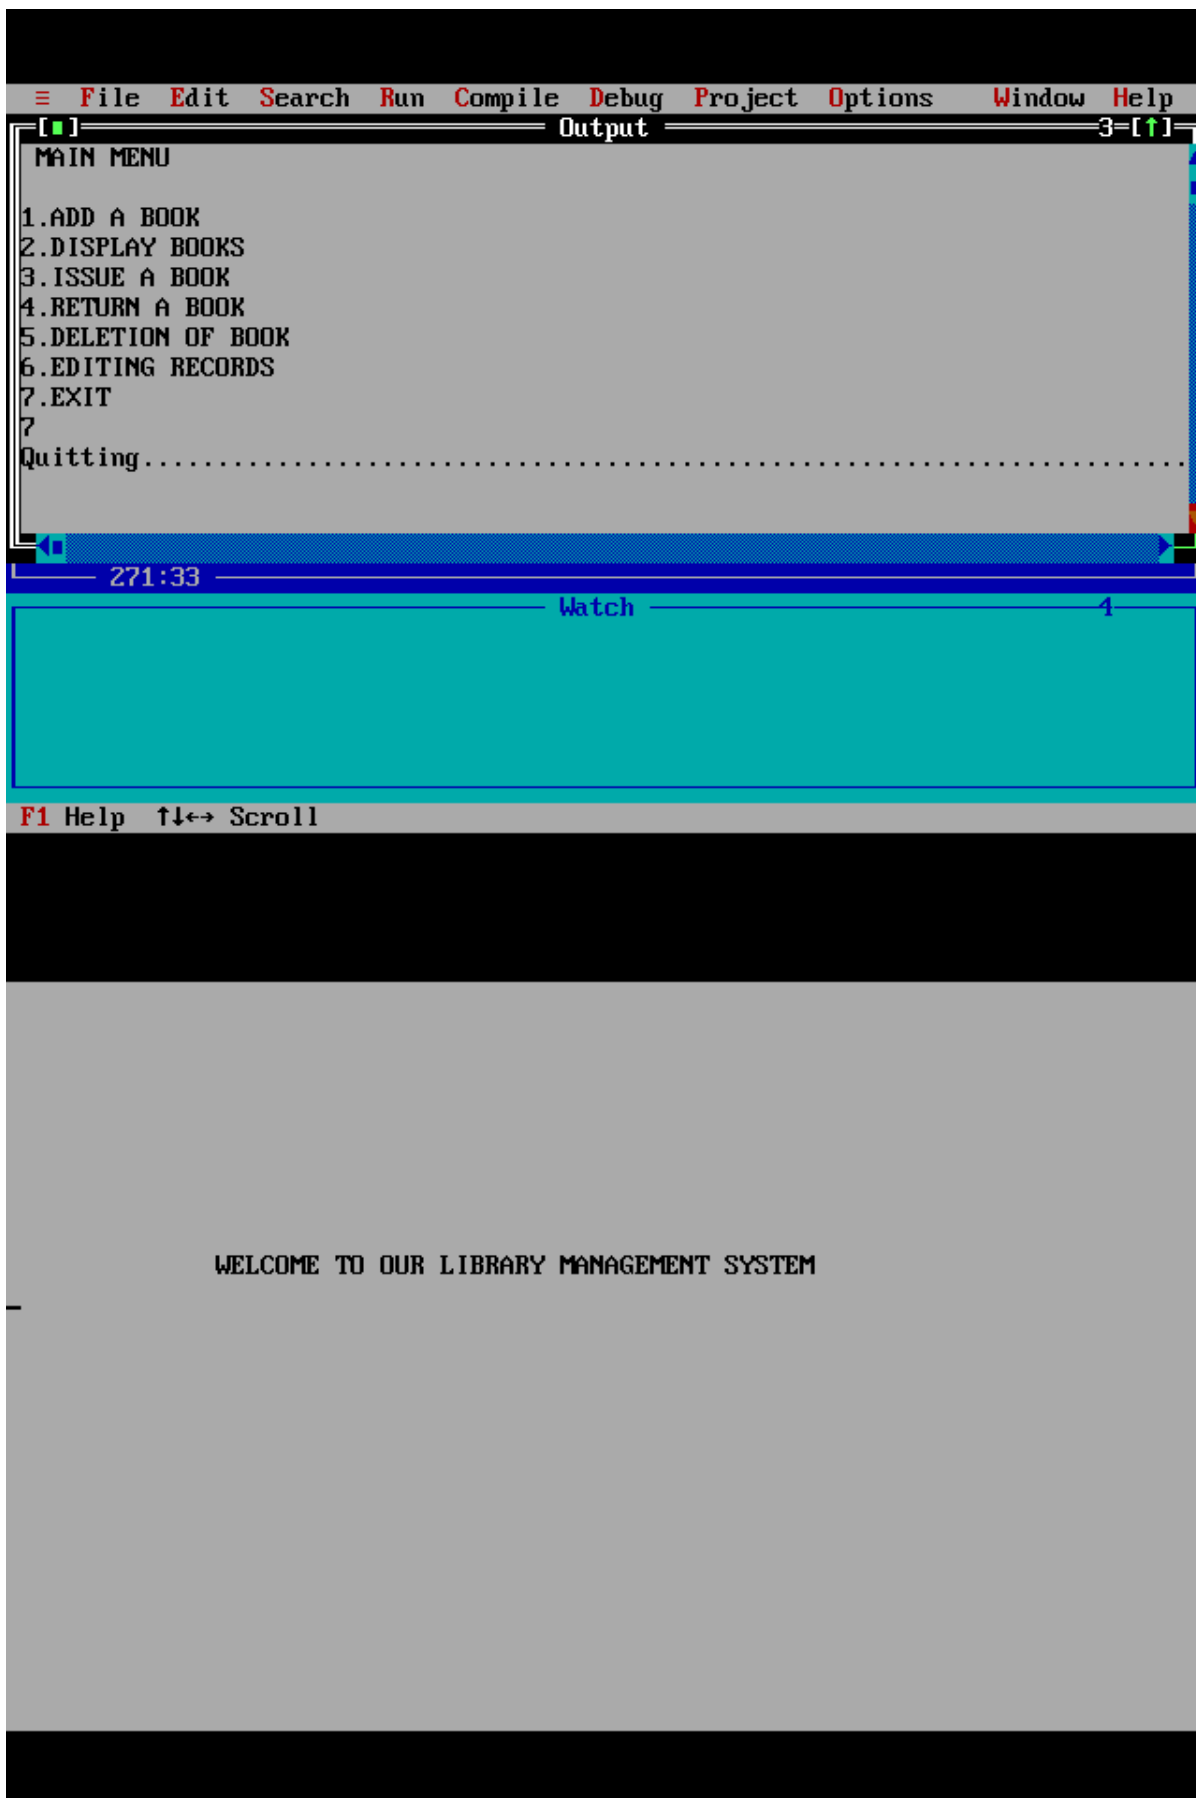 ≡ File Edit Search Run Compile Debug Project Options Window Help
[■] Output 3=[↑]
MAIN MENU
1.ADD A BOOK
2.DISPLAY BOOKS
3.ISSUE A BOOK
4.RETURN A BOOK
5.DELETION OF BOOK
6.EDITING RECORDS
7.EXIT
7
Quitting......................................................................
271:33
Watch 4
F1 Help ↑↓←→ Scroll
WELCOME TO OUR LIBRARY MANAGEMENT SYSTEM
_